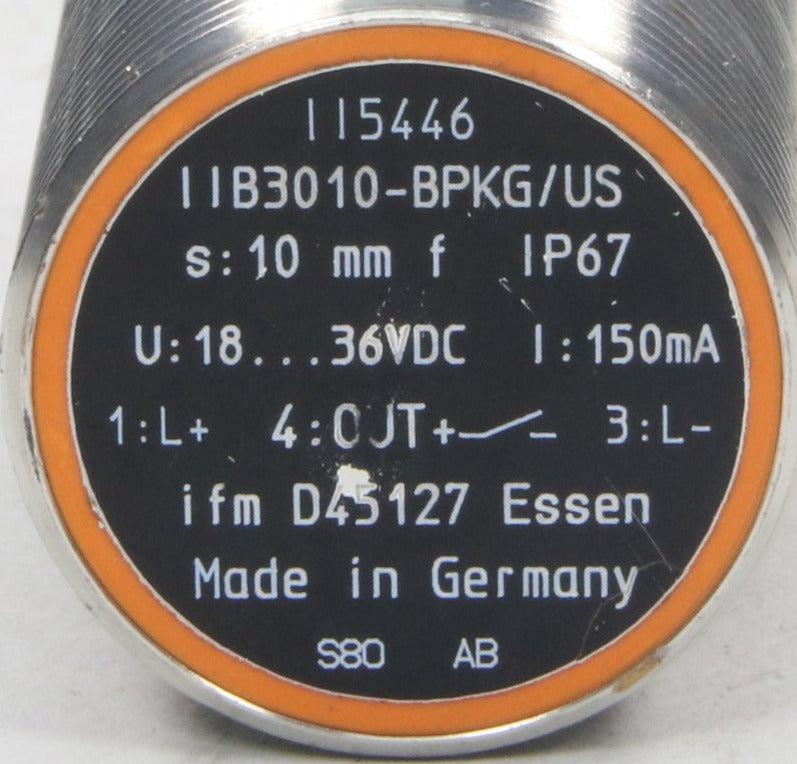 II5446
IIB3010-BPKG/US
s:10 mm f IP67
U:18...36VDC I:150mA
1:L+ 4:OUT+ 3:L-
ifm D45127 Essen
Made in Germany
S80 AB